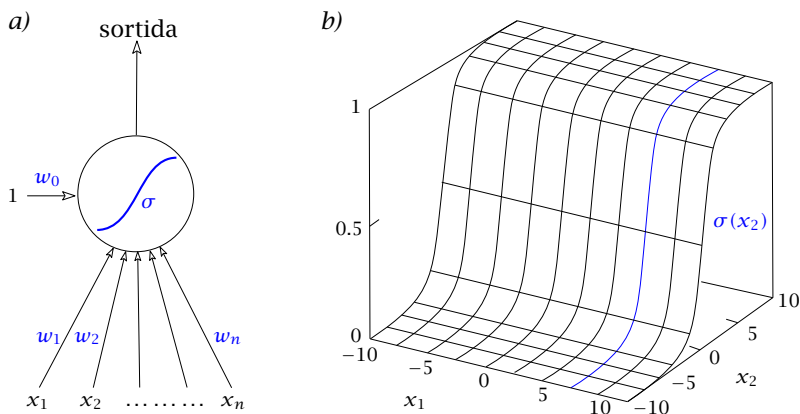 a)
sortida
1
w₀
σ
w₁
w₂
wₙ
x₁
x₂
… … …
xₙ
b)
1
0.5
0
−10
−5
0
5
10
x₁
−10
−5
0
5
10
x₂
σ(x₂)